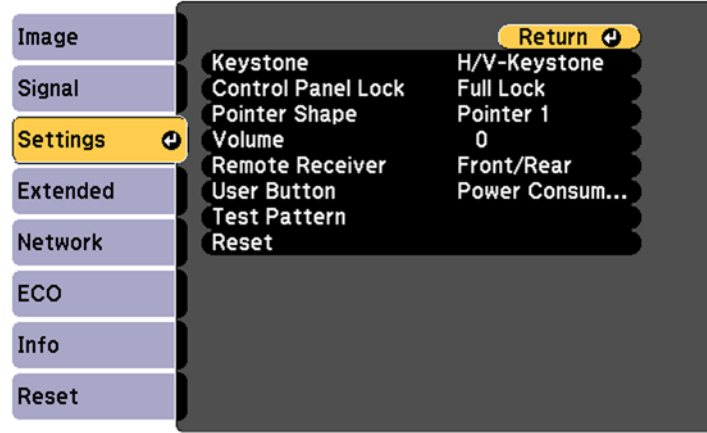 Image
Signal
Settings
Extended
Network
ECO
Info
Reset
Return
Keystone H/V-Keystone
Control Panel Lock Full Lock
Pointer Shape Pointer 1
Volume 0
Remote Receiver Front/Rear
User Button Power Consum...
Test Pattern
Reset